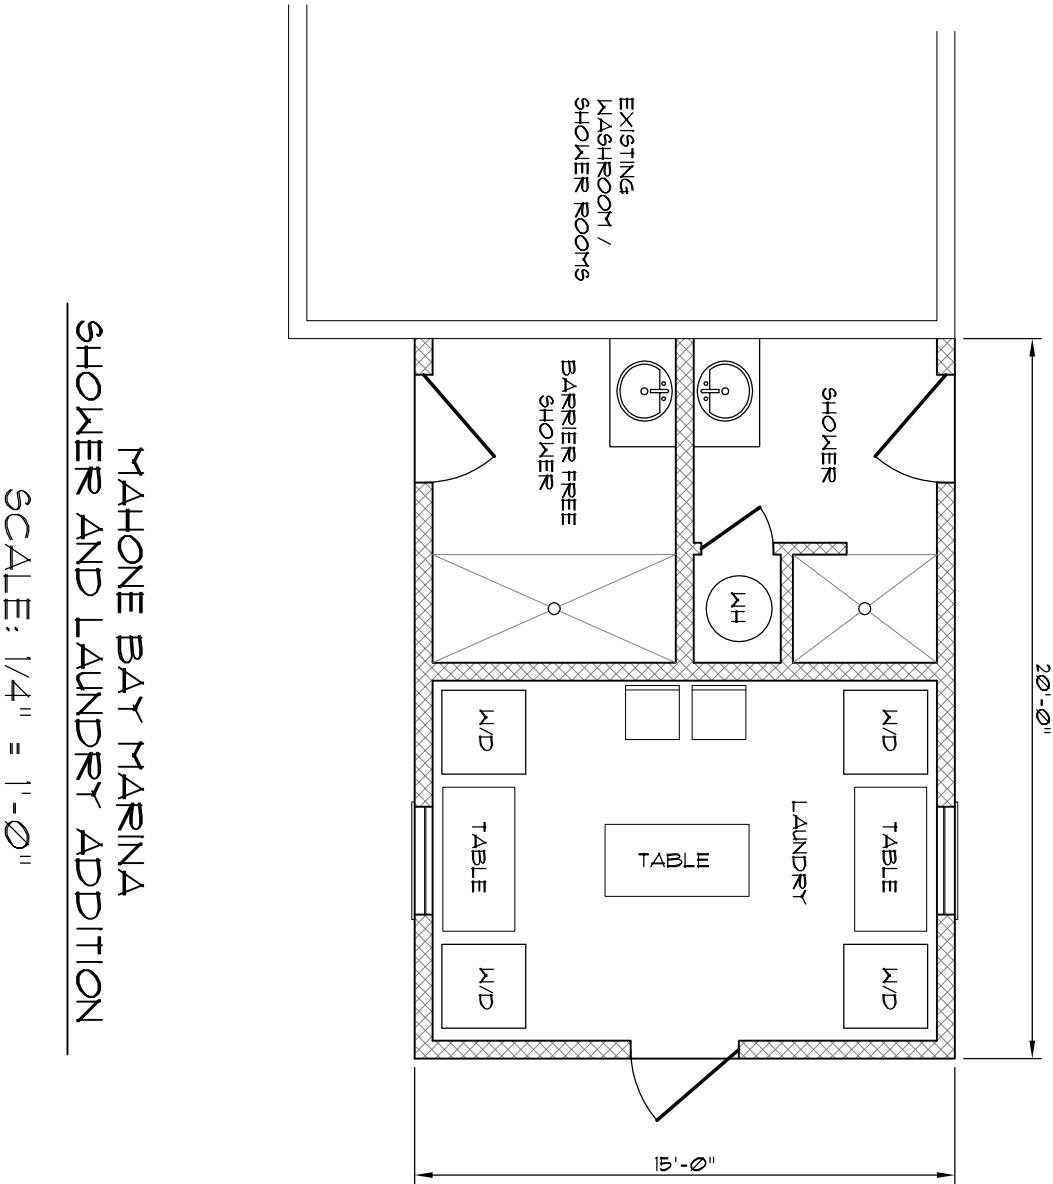 EXISTING
WASHROOM /
SHOWER ROOMS
20'-0"
SHOWER
BARRIER FREE
SHOWER
HW
W/D
TABLE
W/D
LAUNDRY
TABLE
W/D
TABLE
W/D
15'-0"
MAHONE BAY MARINA
SHOWER AND LAUNDRY ADDITION
SCALE: 1/4" = 1'-0"